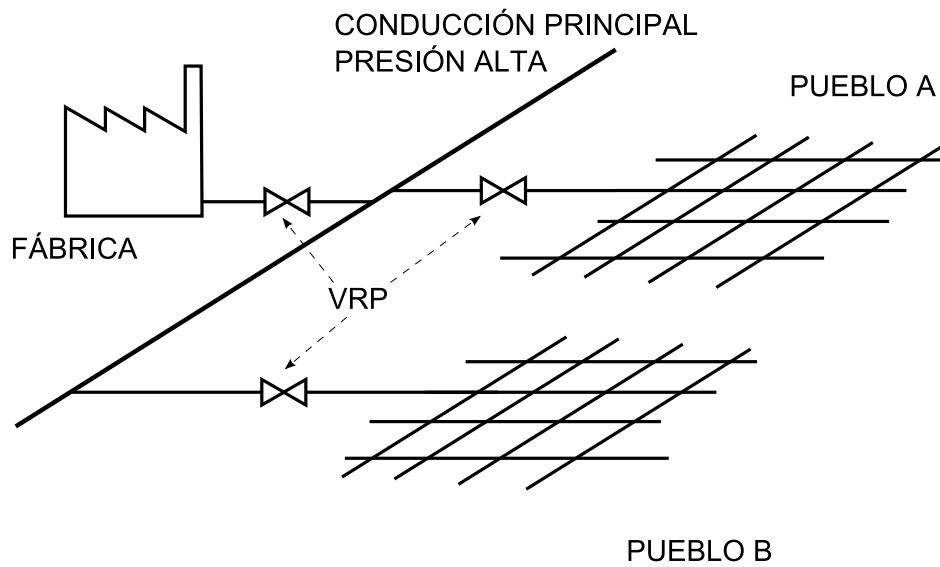 CONDUCCIÓN PRINCIPAL
PRESIÓN ALTA
PUEBLO A
FÁBRICA
VRP
PUEBLO B